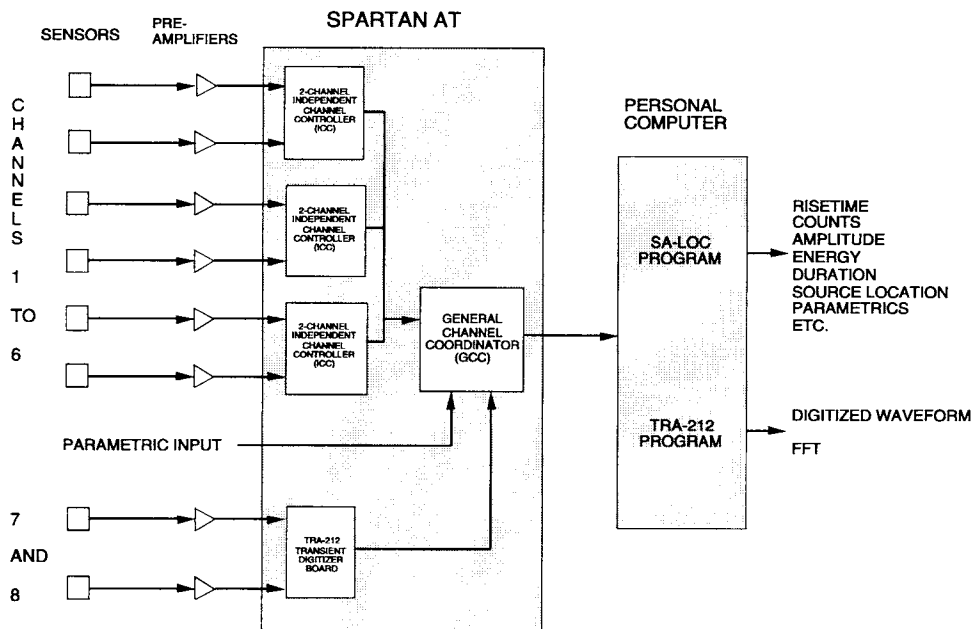 SPARTAN AT
SENSORS
PRE-
AMPLIFIERS
CHANNELS
1
TO
6
2-CHANNEL
INDEPENDENT
CHANNEL
CONTROLLER
(ICC)
2-CHANNEL
INDEPENDENT
CHANNEL
CONTROLLER
(ICC)
2-CHANNEL
INDEPENDENT
CHANNEL
CONTROLLER
(ICC)
GENERAL
CHANNEL
COORDINATOR
(GCC)
PARAMETRIC INPUT
7
AND
8
TRA-212
TRANSIENT
DIGITIZER
BOARD
PERSONAL
COMPUTER
SA-LOC
PROGRAM
TRA-212
PROGRAM
RISETIME
COUNTS
AMPLITUDE
ENERGY
DURATION
SOURCE LOCATION
PARAMETRICS
ETC.
DIGITIZED WAVEFORM
FFT